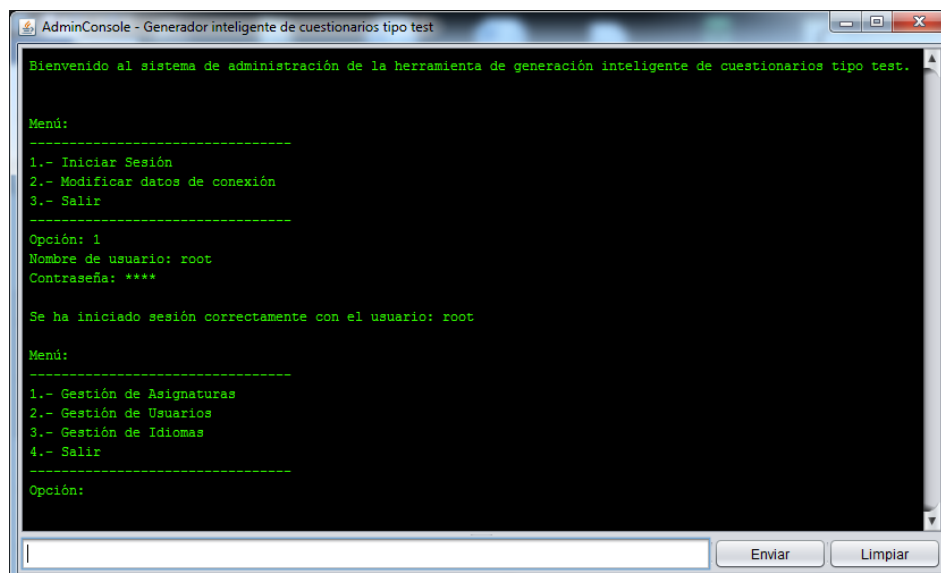 AdminConsole - Generador inteligente de cuestionarios tipo test
Bienvenido al sistema de administración de la herramienta de generación inteligente de cuestionarios tipo test.
Menú:
----------------------------------
1.- Iniciar Sesión
2.- Modificar datos de conexión
3.- Salir
----------------------------------
Opción: 1
Nombre de usuario: root
Contraseña: ****
Se ha iniciado sesión correctamente con el usuario: root
Menú:
----------------------------------
1.- Gestión de Asignaturas
2.- Gestión de Usuarios
3.- Gestión de Idiomas
4.- Salir
----------------------------------
Opción:
Enviar Limpiar